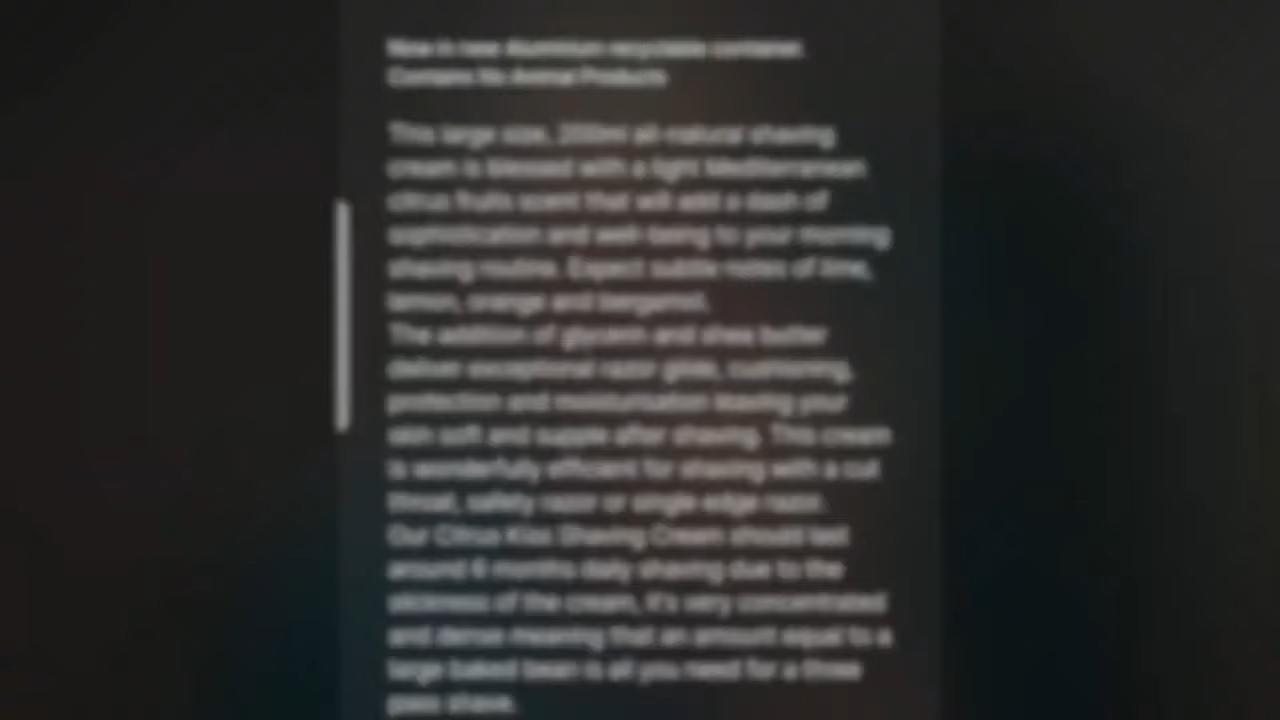 Now in new Aluminium recyclable container.
Contains No Animal Products
This large size, 200ml all-natural shaving
cream is blessed with a light Mediterranean
citrus fruits scent that will add a dash of
sophistication and well-being to your morning
shaving routine. Expect subtle notes of lime,
lemon, orange and bergamot.
The addition of glycerin and shea butter
deliver exceptional razor glide, cushioning,
protection and moisturisation leaving your
skin soft and supple after shaving. This cream
is wonderfully efficient for shaving with a cut
throat, safety razor or single edge razor.
Our Citrus Kiss Shaving Cream should last
around 6 months daily shaving due to the
of the cream, it's very concentrated
and dense meaning that an amount equal to a
large baked bean is all you need for a three
pass shave.